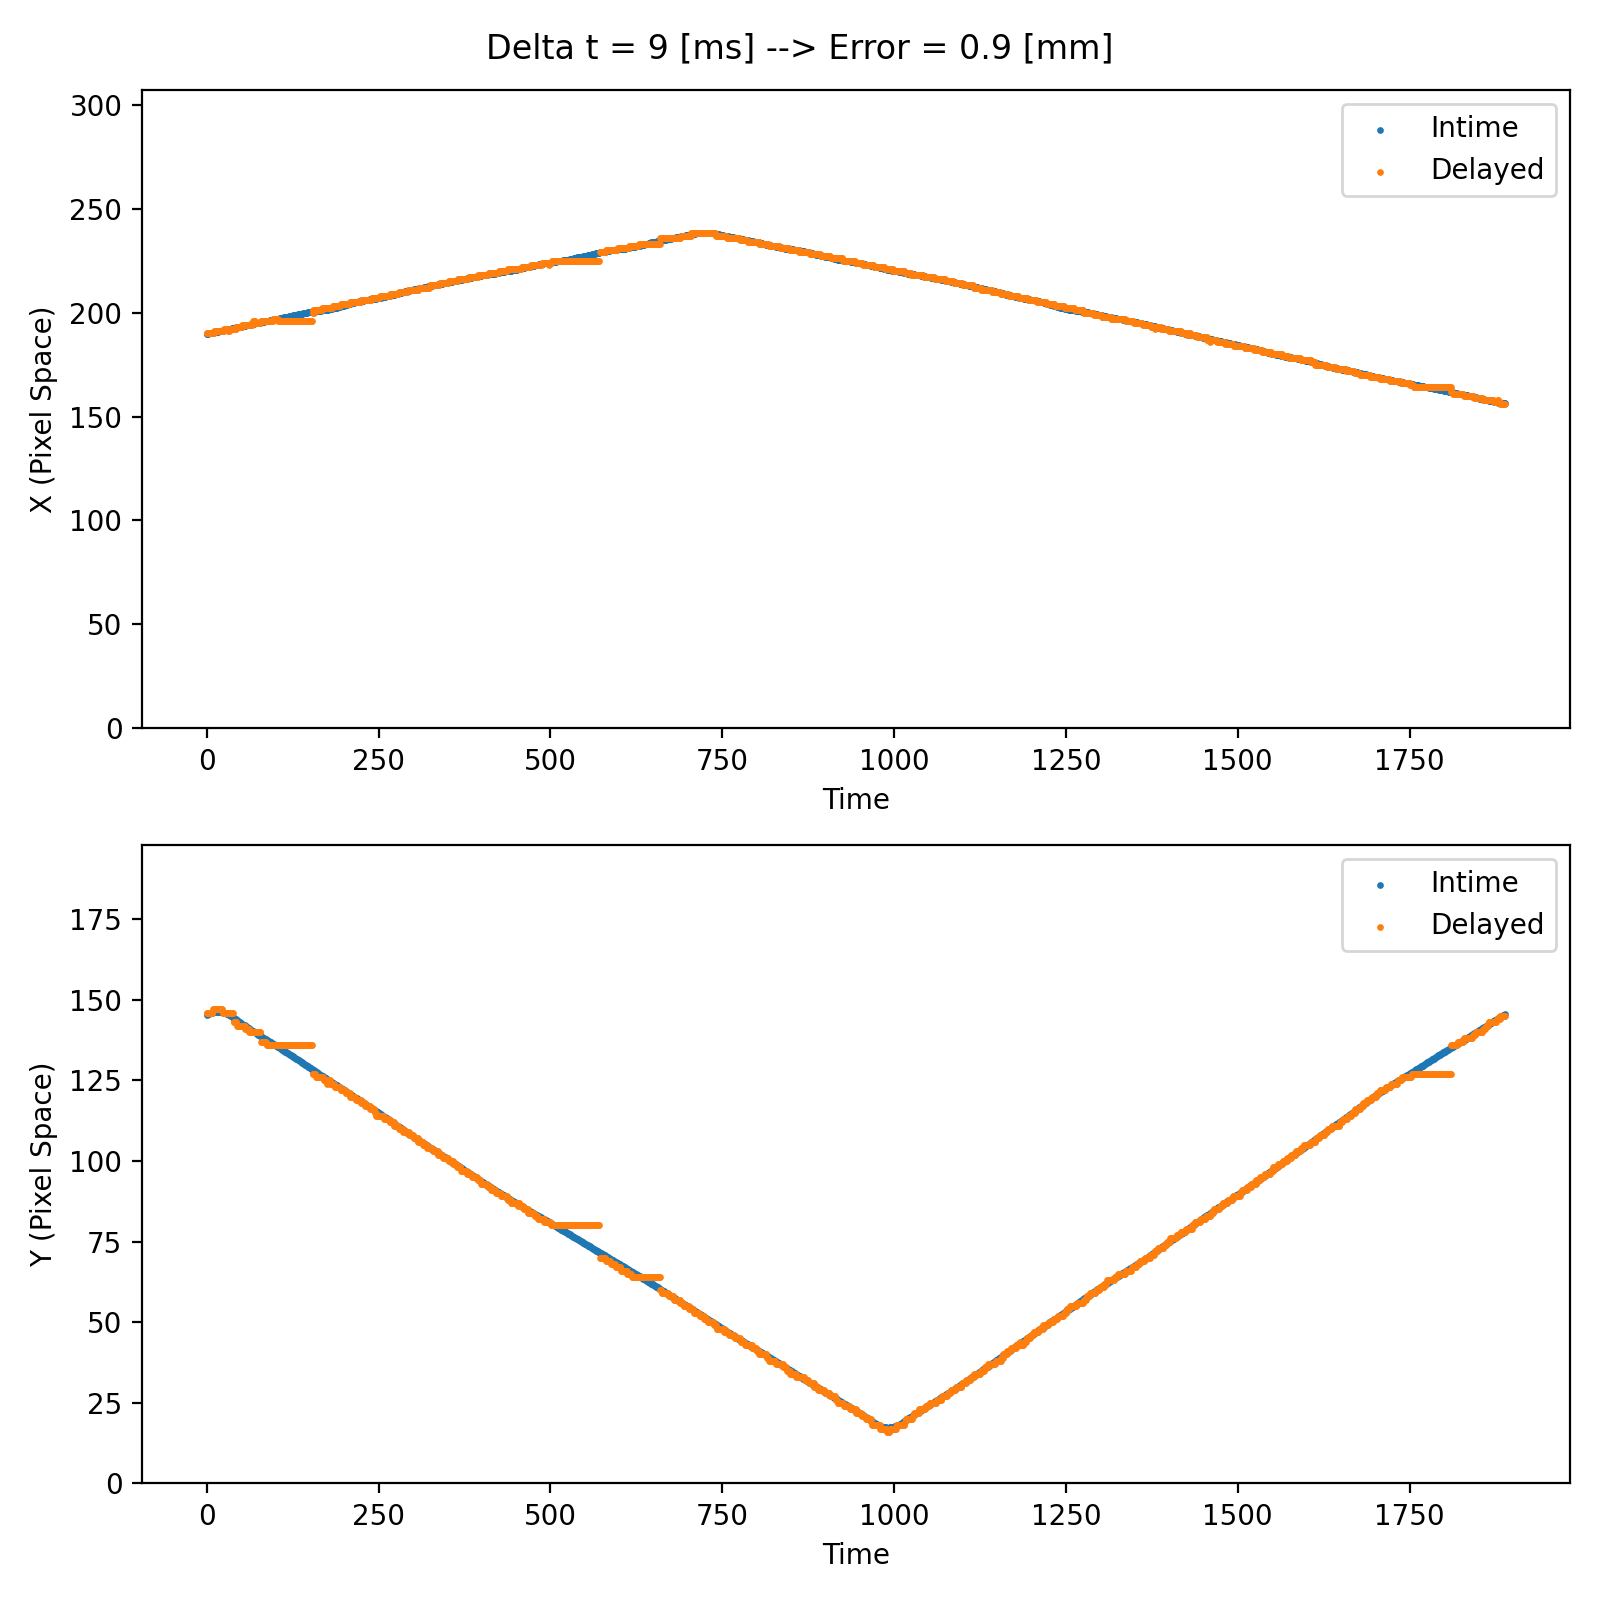 Delta t = 9 [ms] --> Error = 0.9 [mm]
Intime
Delayed
300
250
200
150
100
50
0
X (Pixel Space)
0 250 500 750 1000 1250 1500 1750
Time
Intime
Delayed
175
150
125
100
75
50
25
0
Y (Pixel Space)
0 250 500 750 1000 1250 1500 1750
Time